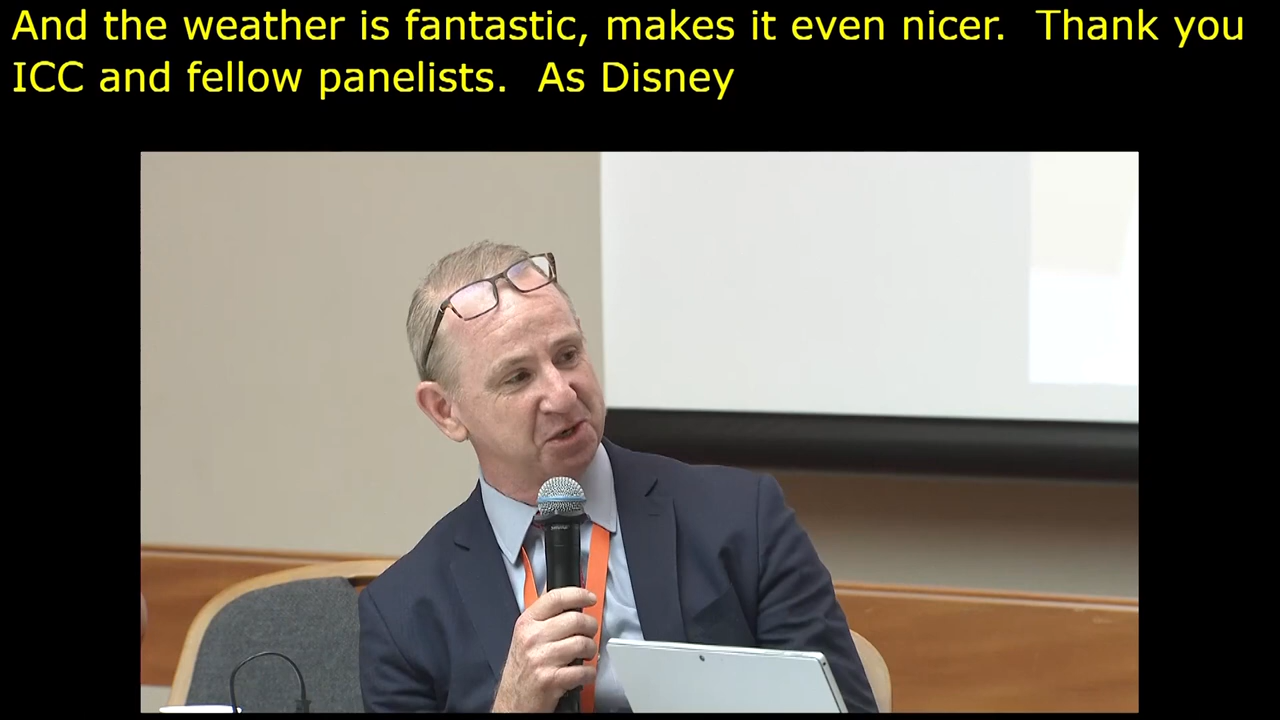 And the weather is fantastic, makes it even nicer. Thank you
ICC and fellow panelists. As Disney